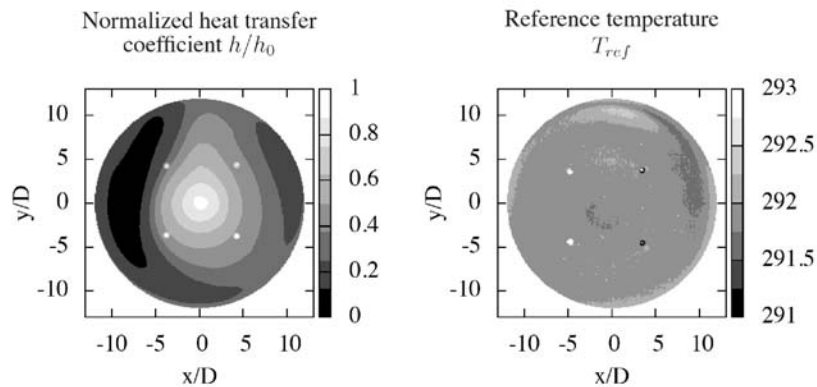 Normalized heat transfer
coefficient h/h₀
10
5
0
-5
-10
y/D
-10 -5 0 5 10
x/D
1
0.8
0.6
0.4
0.2
0
Reference temperature
T_ref
10
5
0
-5
-10
y/D
-10 -5 0 5 10
x/D
293
292.5
292
291.5
291